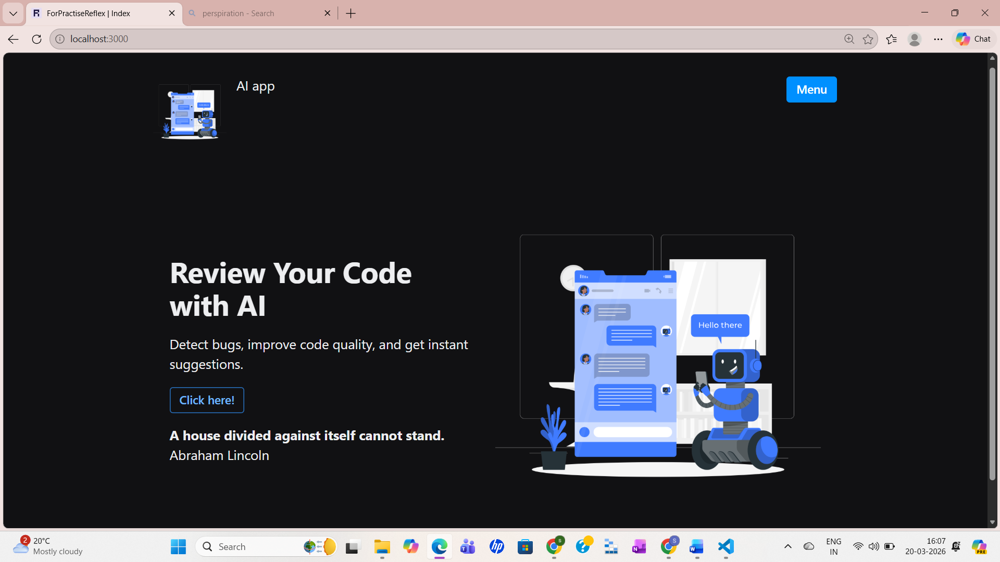 ForPractiseReflex | Index
perspiration - Search
localhost:3000
Chat
AI app
Menu
Review Your Code
with AI
Detect bugs, improve code quality, and get instant
suggestions.
Click here!
A house divided against itself cannot stand.
Abraham Lincoln
Hello there
2
20°C
Mostly cloudy
Search
T
hp
S
?
N
S
W
ENG
IN
16:07
20-03-2026
PRE